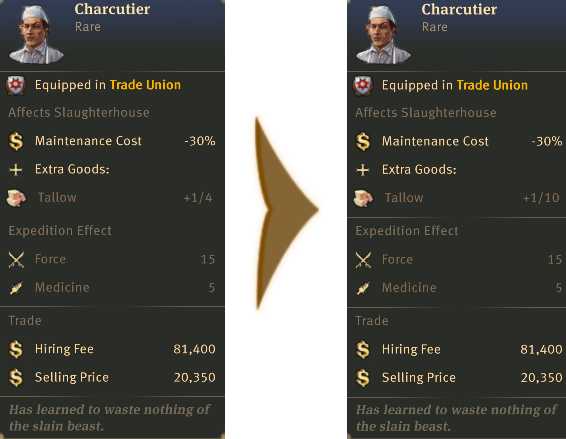 Charcutier
Rare
Equipped in Trade Union
Affects Slaughterhouse
Maintenance Cost -30%
Extra Goods:
Tallow +1/4
Expedition Effect
Force 15
Medicine 5
Trade
Hiring Fee 81,400
Selling Price 20,350
Has learned to waste nothing of
the slain beast.
Charcutier
Rare
Equipped in Trade Union
Affects Slaughterhouse
Maintenance Cost -30%
Extra Goods:
Tallow +1/10
Expedition Effect
Force 15
Medicine 5
Trade
Hiring Fee 81,400
Selling Price 20,350
Has learned to waste nothing of
the slain beast.